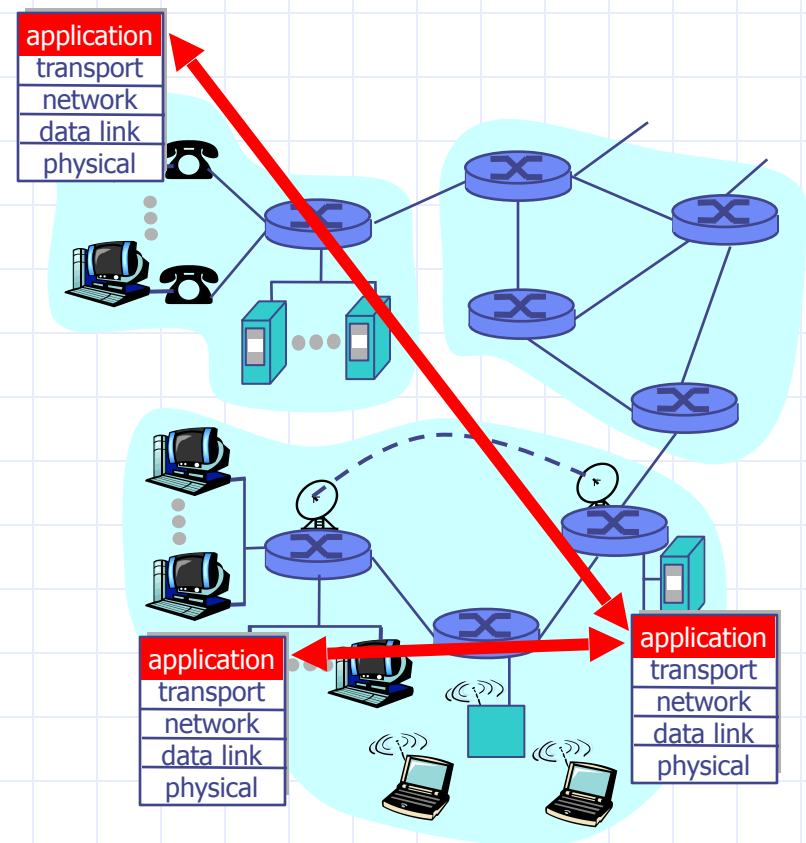 application
transport
network
data link
physical
application
transport
network
data link
physical
application
transport
network
data link
physical